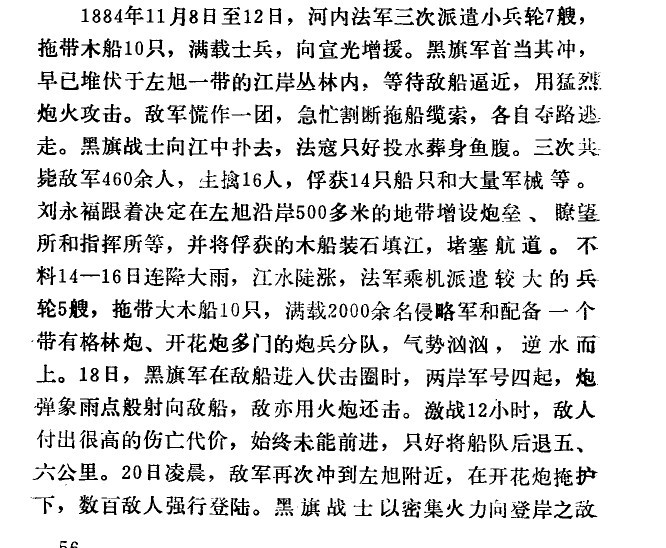 1884年11月8日至12日，河内法军三次派遣小兵轮7艘，
拖带木船10只，满载士兵，向宣光增援。黑旗军首当其冲，
早已堆伏于左旭一带的江岸丛林内，等待敌船逼近，用猛烈
炮火攻击。敌军慌作一团，急忙割断拖船缆索，各自夺路逃
走。黑旗战士向江中扑去，法寇只好投水葬身鱼腹。三次共
毙敌军460余人，生擒16人，俘获14只船只和大量军械等。
刘永福跟着决定在左旭沿岸500多米的地带增设炮垒、瞭望
所和指挥所等，并将俘获的木船装石填江，堵塞航道。不
料14—16日连降大雨，江水陡涨，法军乘机派遣较大的兵
轮5艘，拖带大木船10只，满载2000余名侵略军和配备一个
带有格林炮、开花炮多门的炮兵分队，气势汹汹，逆水而
上。18日，黑旗军在敌船进入伏击圈时，两岸军号四起，炮
弹象雨点般射向敌船，敌亦用火炮还击。激战12小时，敌人
付出很高的伤亡代价，始终未能前进，只好将船队后退五、
六公里。20日凌晨，敌军再次冲到左旭附近，在开花炮掩护
下，数百敌人强行登陆。黑旗战士以密集火力向登岸之敌
56